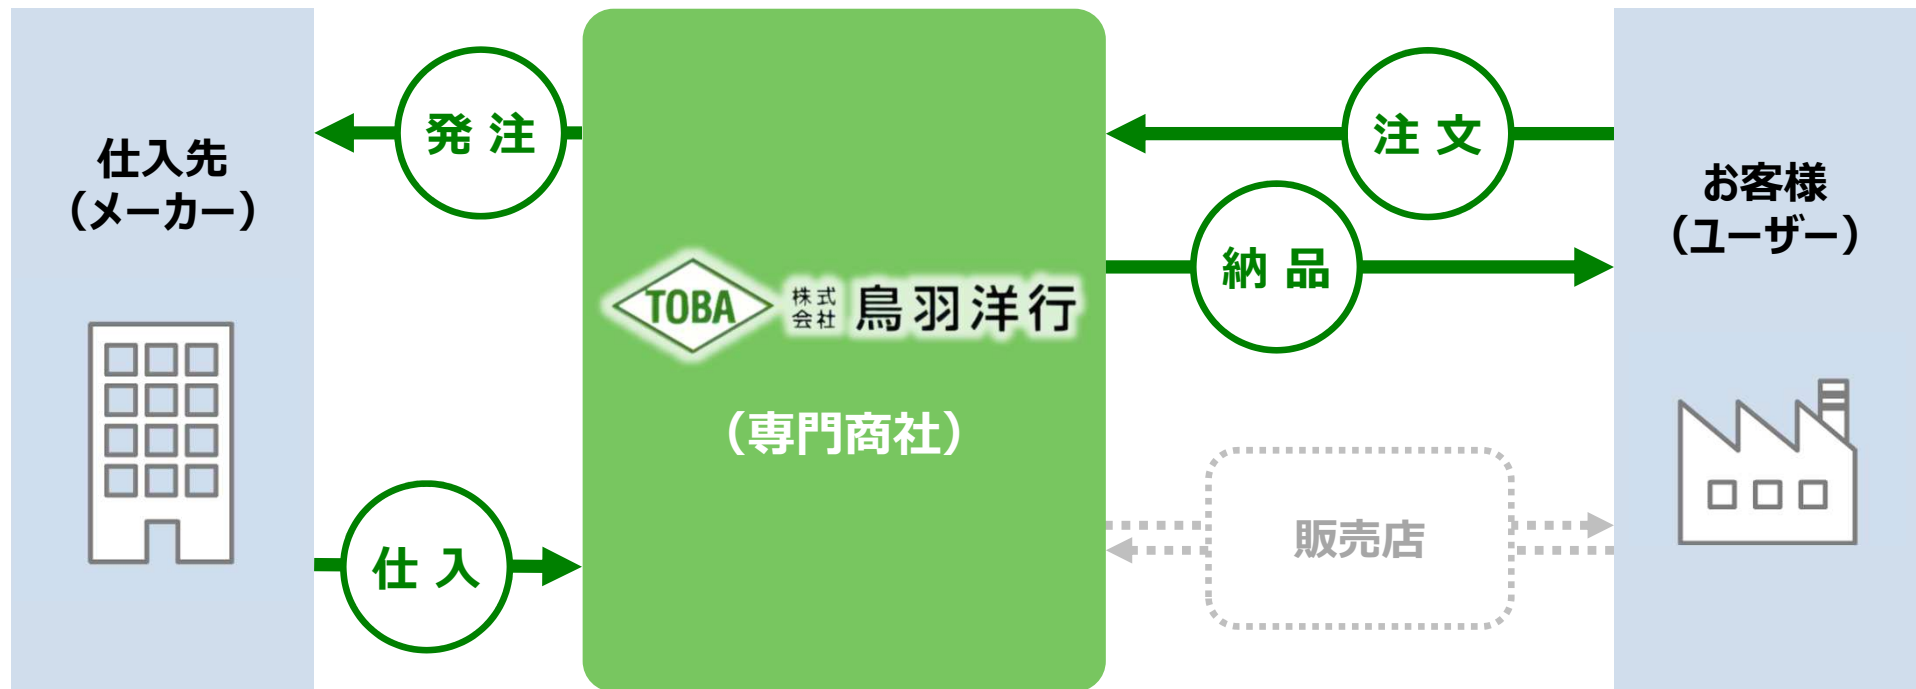 仕入先
（メーカー）
発 注
仕 入
TOBA
株式
会社
鳥羽洋行
（専門商社）
注 文
納 品
販売店
お客様
（ユーザー）